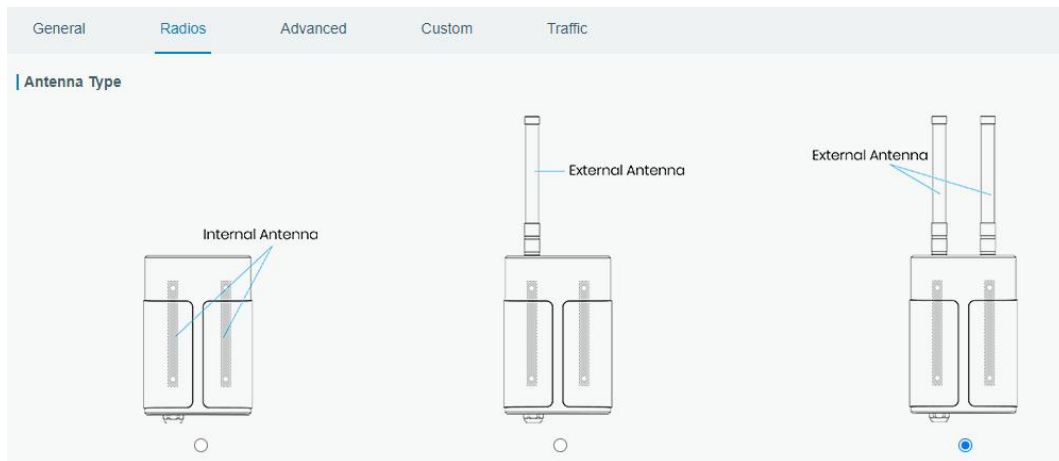 General Radios Advanced Custom Traffic
Antenna Type
External Antenna
External Antenna
Internal Antenna